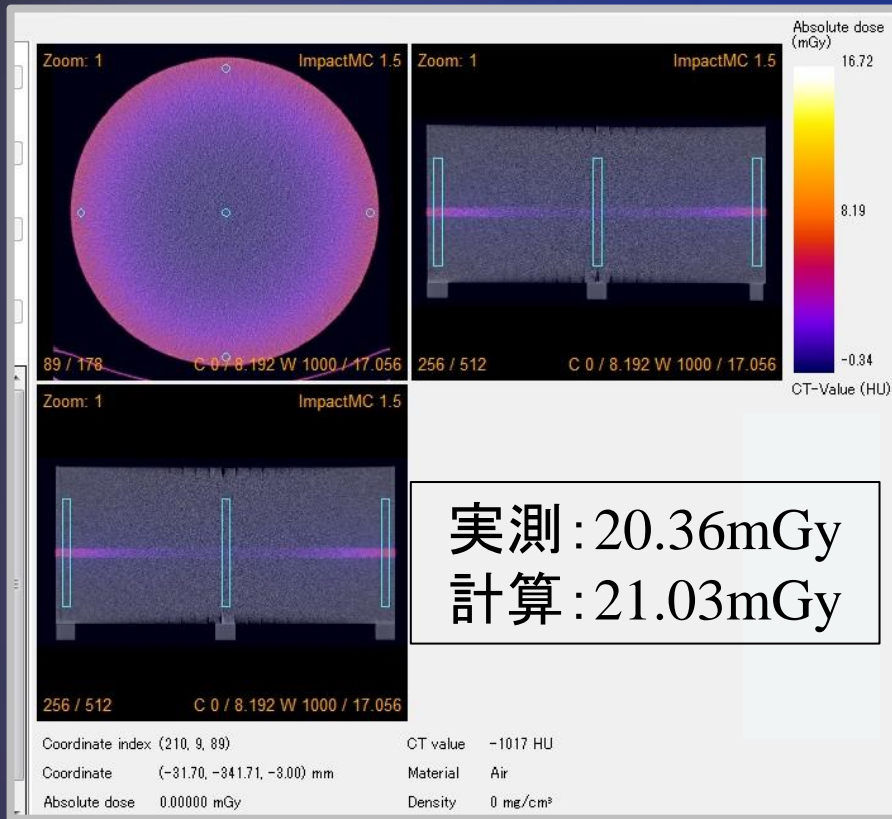 Absolute dose
(mGy)
Zoom: 1 ImpactMC 1.5
Zoom: 1 ImpactMC 1.5
16.72
8.19
-0.34
89 / 178 C 0 / 8.192 W 1000 / 17.056
256 / 512 C 0 / 8.192 W 1000 / 17.056
CT-Value (HU)
Zoom: 1 ImpactMC 1.5
実測:20.36mGy
計算:21.03mGy
256 / 512 C 0 / 8.192 W 1000 / 17.056
Coordinate index (210, 9, 89) CT value -1017 HU
Coordinate (-31.70, -341.71, -3.00) mm Material Air
Absolute dose 0.00000 mGy Density 0 mg/cm³